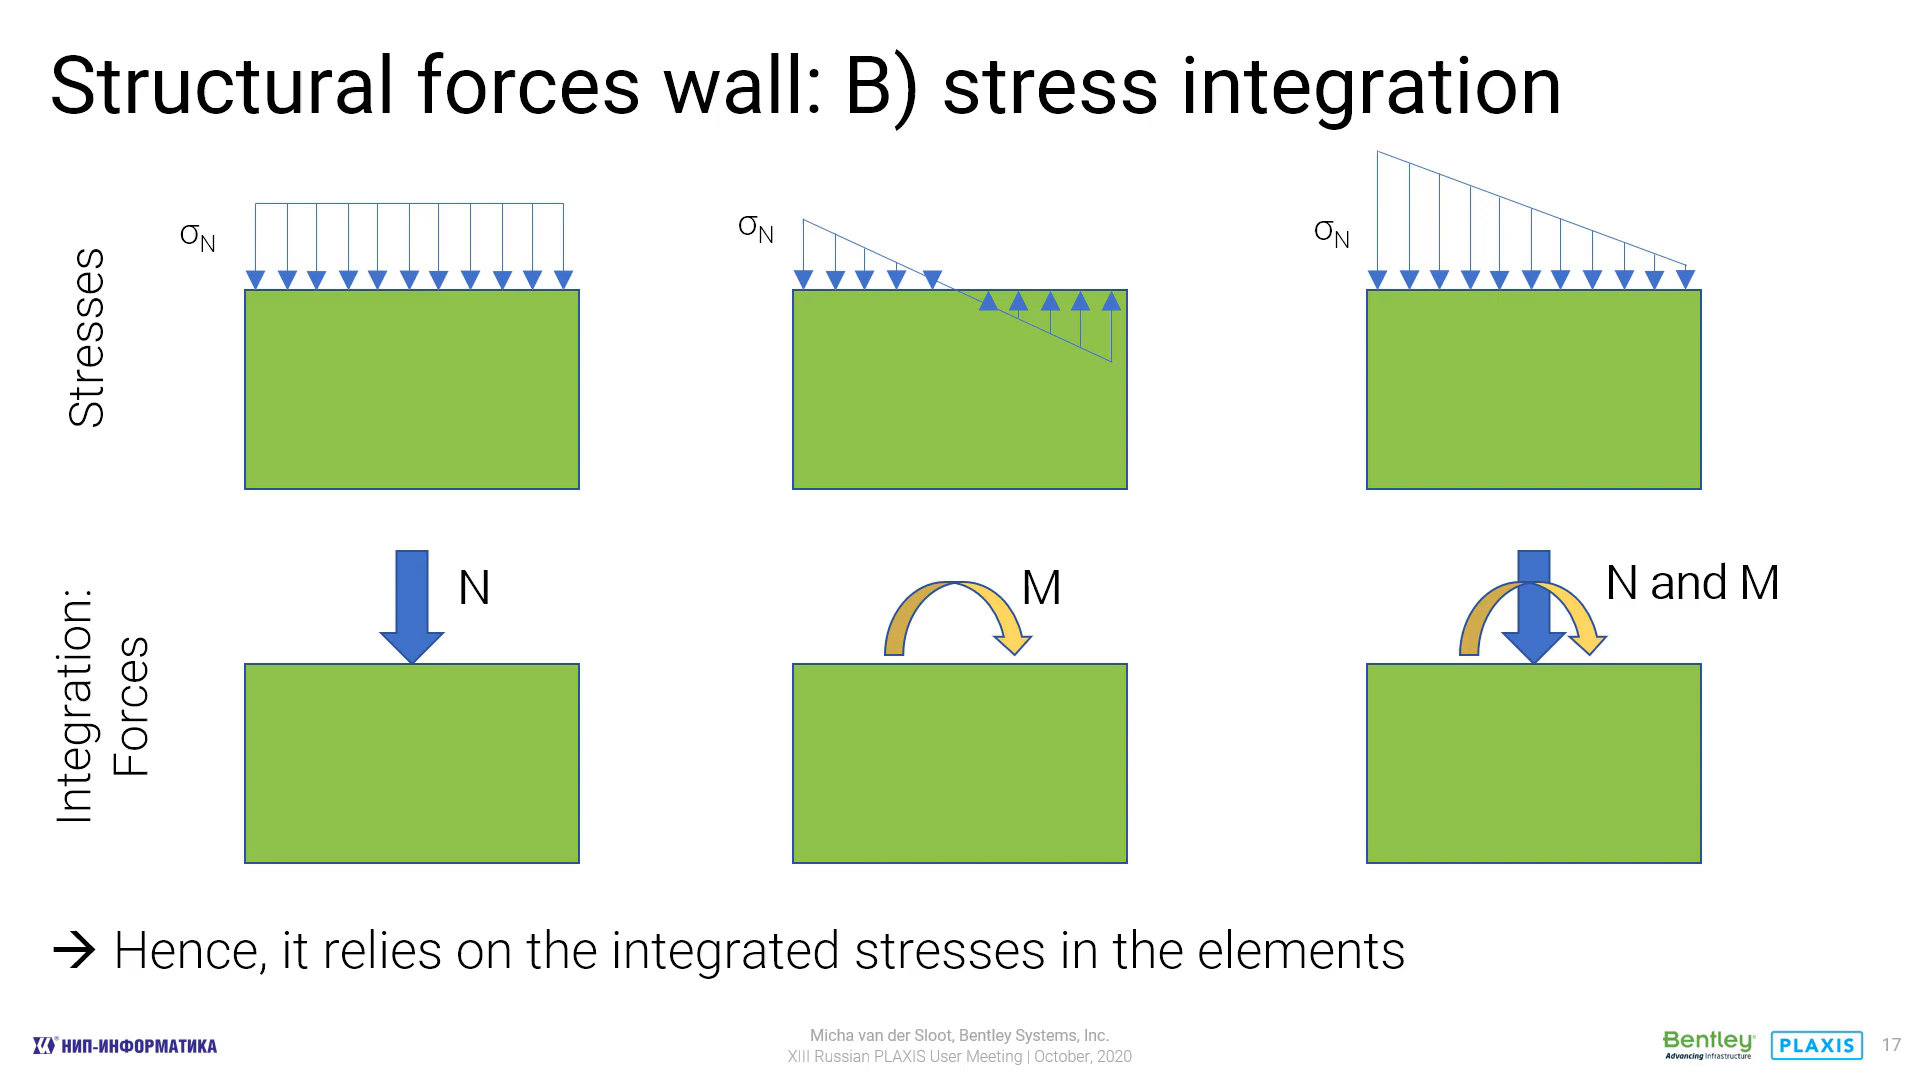 Structural forces wall: B) stress integration
Stresses
σN
σN
σN
Integration:
Forces
N
M
N and M
→ Hence, it relies on the integrated stresses in the elements
НИП-ИНФОРМАТИКА
Micha van der Sloot, Bentley Systems, Inc.
XIII Russian PLAXIS User Meeting | October, 2020
Bentley®
Advancing Infrastructure
PLAXIS
17